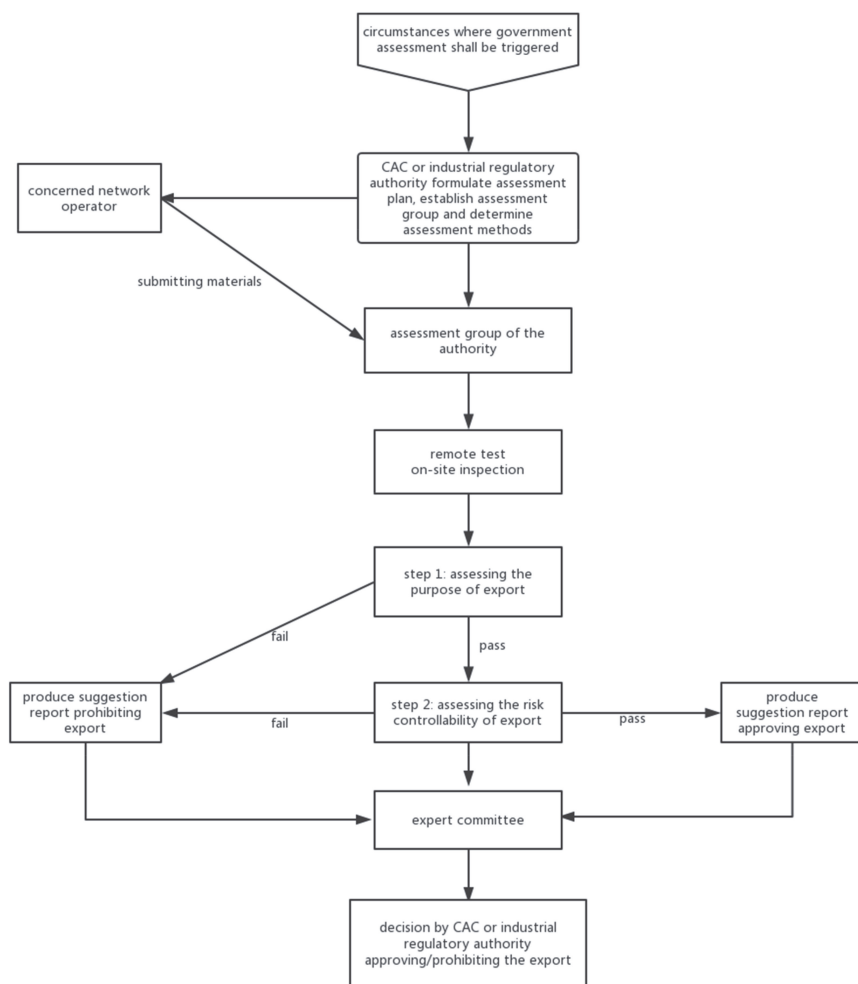 circumstances where government
assessment shall be triggered
CAC or industrial regulatory
authority formulate assessment
plan, establish assessment
group and determine
assessment methods
concerned network
operator
submitting materials
assessment group of the
authority
remote test
on-site inspection
step 1: assessing the
purpose of export
fail
pass
produce suggestion
report prohibiting
export
step 2: assessing the risk
controllability of export
produce
suggestion report
approving export
fail
pass
expert committee
decision by CAC or industrial
regulatory authority
approving/prohibiting the export